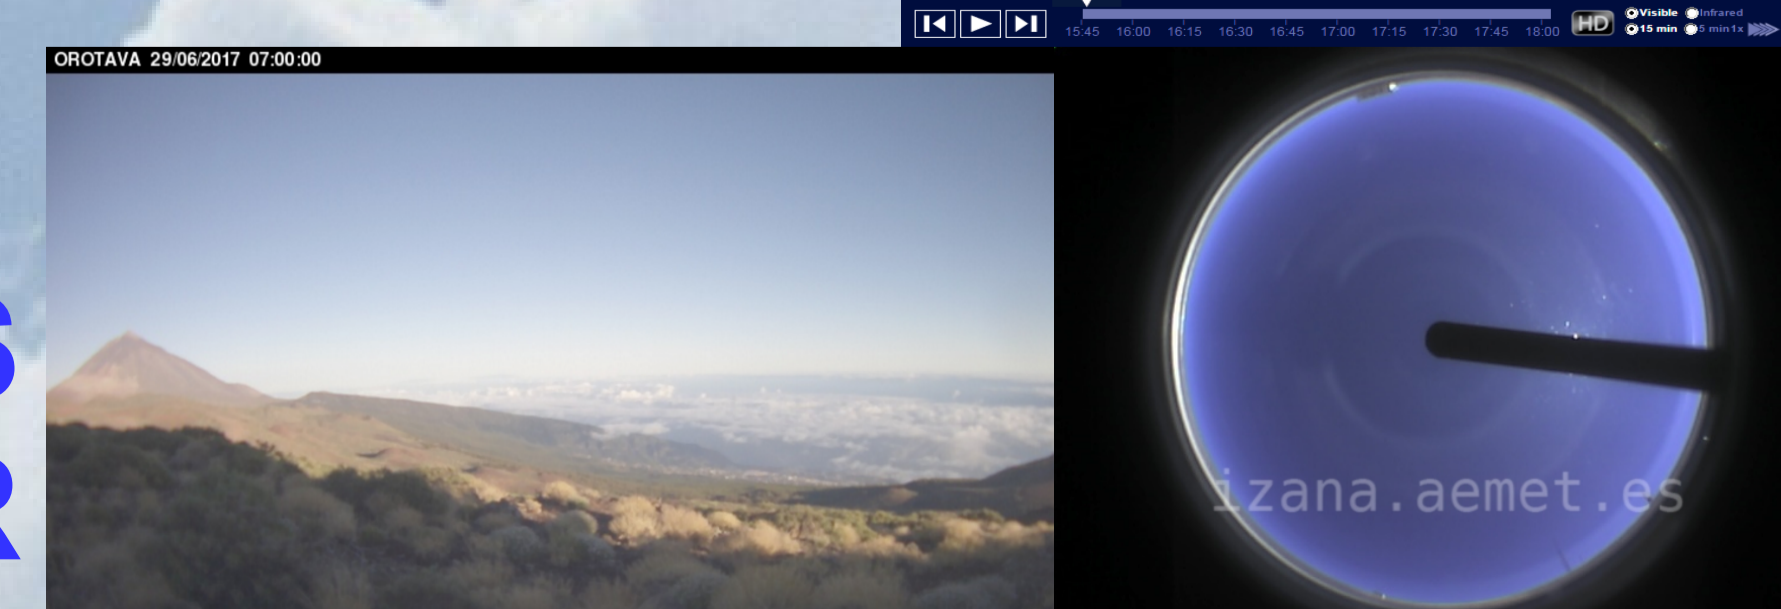 15:45 16:00 16:15 16:30 16:45 17:00 17:15 17:30 17:45 18:00
HD
Visible Infrared
15 min 5 min1x
OROTAVA 29/06/2017 07:00:00
S
R
izana.aemet.es